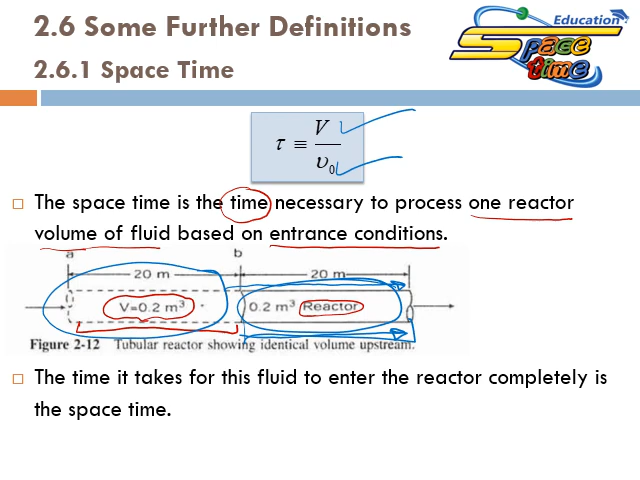 2.6 Some Further Definitions
2.6.1 Space Time
Education
Space
time
τ ≡ V / υ0
□ The space time is the time necessary to process one reactor
volume of fluid based on entrance conditions.
a b
20 m 20 m
V=0.2 m³ 0.2 m³ Reactor
Figure 2-12 Tubular reactor showing identical volume upstream.
□ The time it takes for this fluid to enter the reactor completely is
the space time.